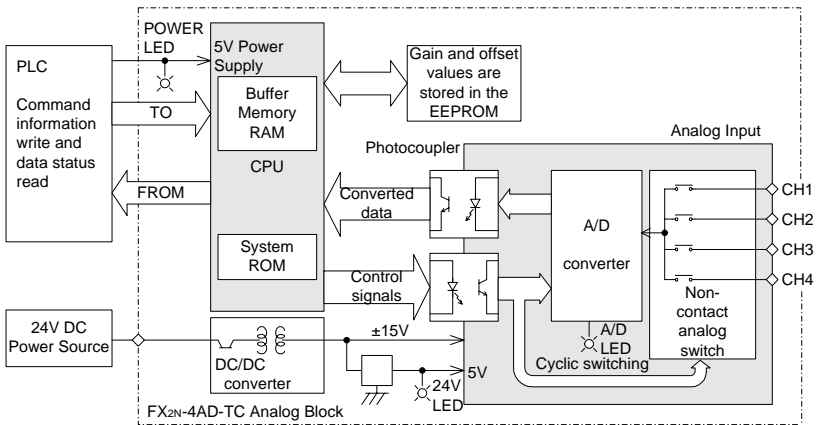 POWER
LED
PLC
Command
information
write and
data status
read
TO
FROM
5V Power
Supply
Buffer
Memory
RAM
CPU
System
ROM
Gain and offset
values are
stored in the
EEPROM
Photocoupler
Converted
data
Control
signals
Analog Input
A/D
converter
CH1
CH2
CH3
CH4
Non-
contact
analog
switch
A/D
LED
Cyclic switching
24V DC
Power Source
DC/DC
converter
±15V
5V
24V
LED
FX2N-4AD-TC Analog Block